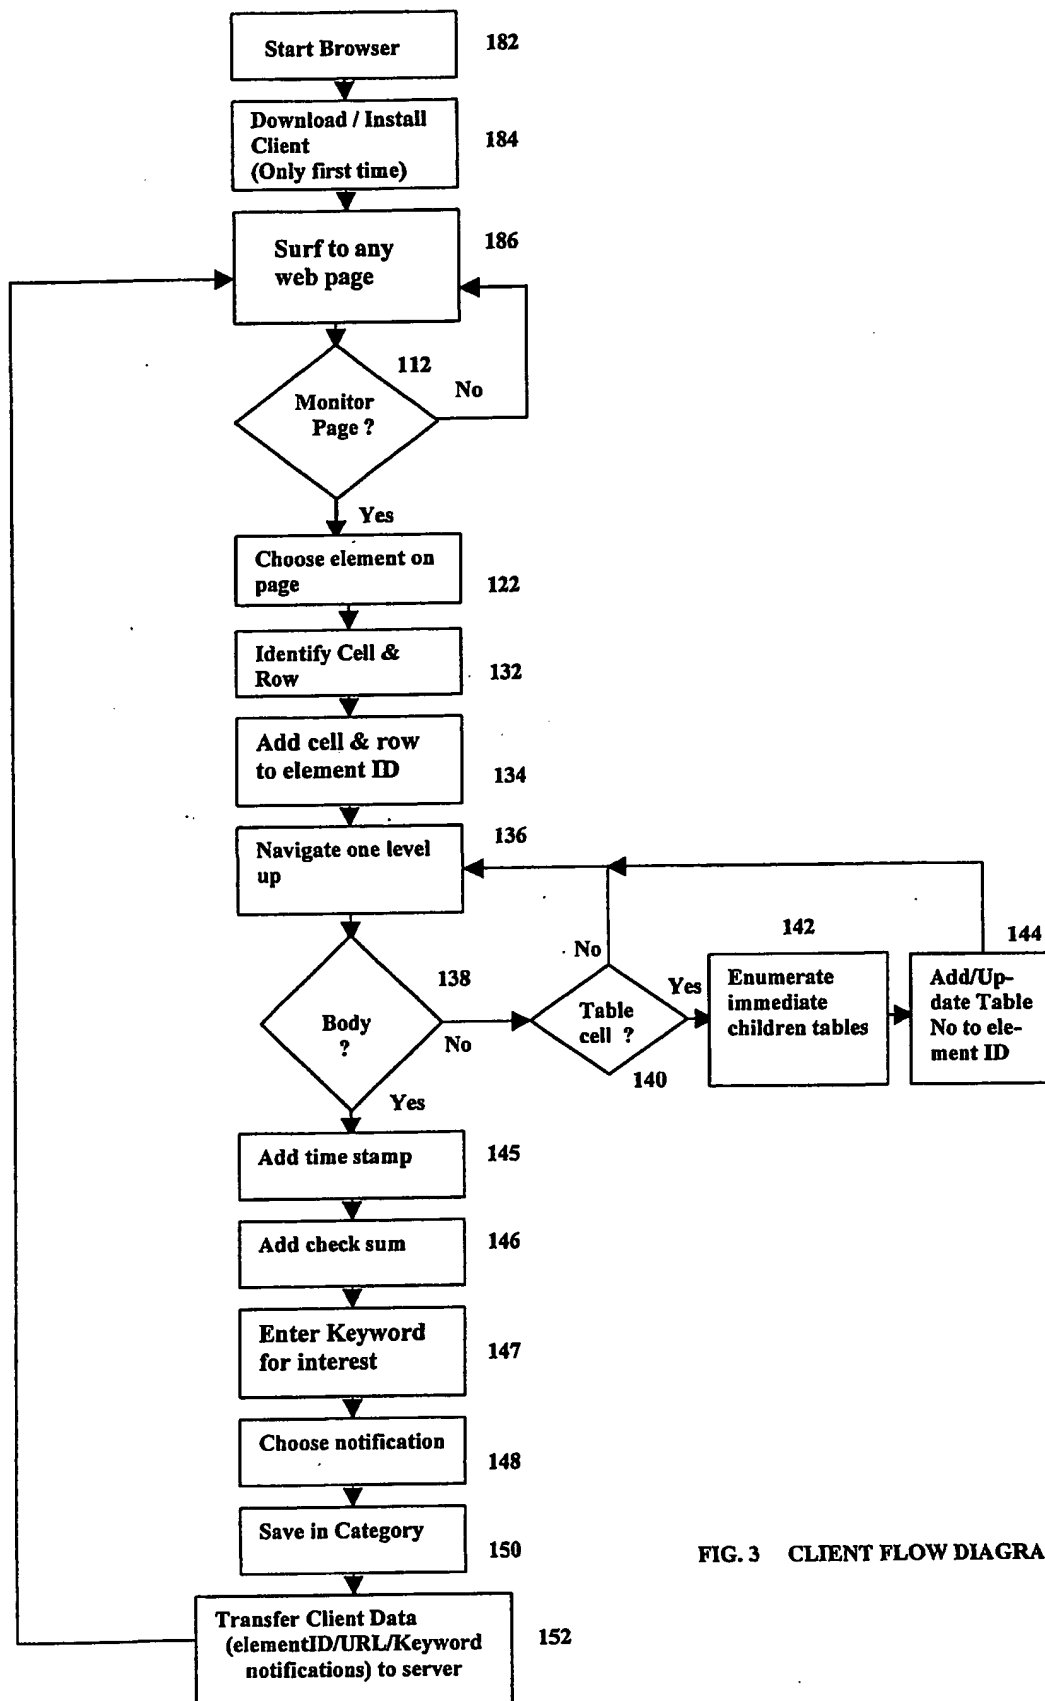 Start Browser
182
Download / Install
Client
(Only first time)
184
Surf to any
web page
186
112
Monitor
Page ?
No
Yes
Choose element on
page
122
Identify Cell &
Row
132
Add cell & row
to element ID
134
Navigate one level
up
136
Body
?
138
No
Yes
Table
cell ?
140
No
Yes
142
Enumerate
immediate
children tables
144
Add/Up-
date Table
No to ele-
ment ID
Add time stamp
145
Add check sum
146
Enter Keyword
for interest
147
Choose notification
148
Save in Category
150
FIG. 3 CLIENT FLOW DIAGRA
Transfer Client Data
(elementID/URL/Keyword
notifications) to server
152